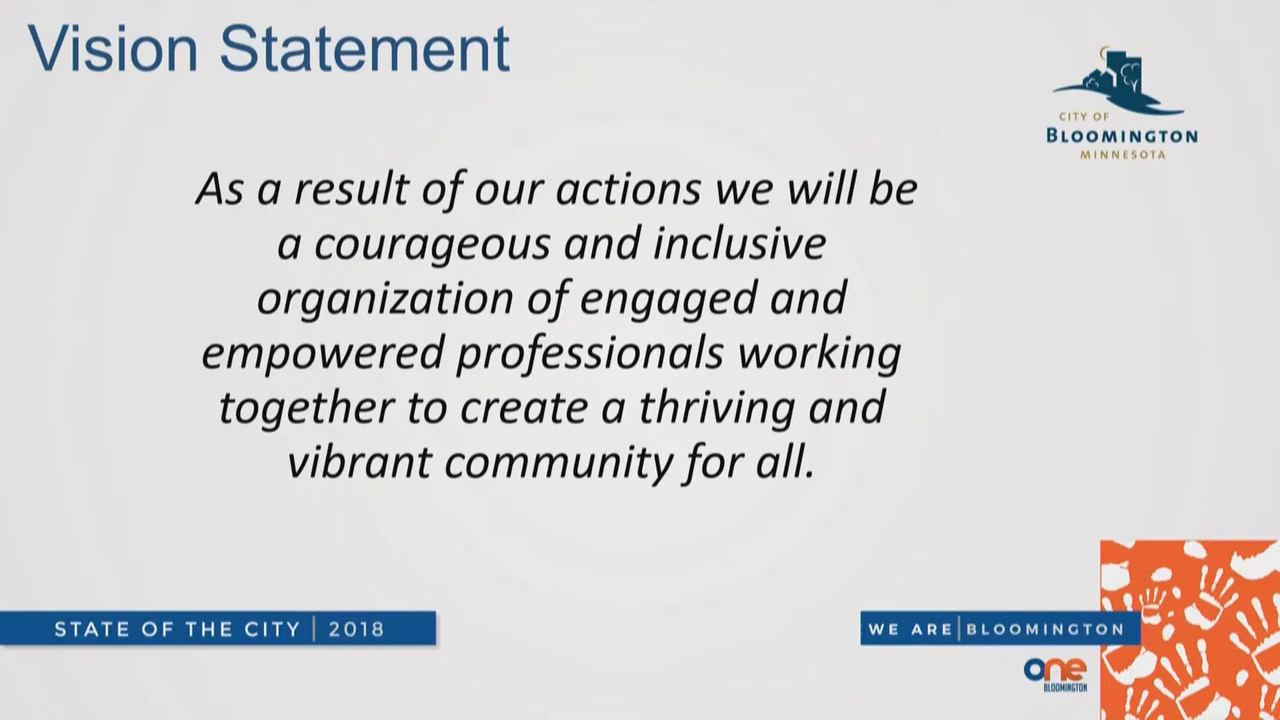 Vision Statement
CITY OF
BLOOMINGTON
MINNESOTA
As a result of our actions we will be
a courageous and inclusive
organization of engaged and
empowered professionals working
together to create a thriving and
vibrant community for all.
STATE OF THE CITY | 2018
WE ARE | BLOOMINGTON
one
BLOOMINGTON